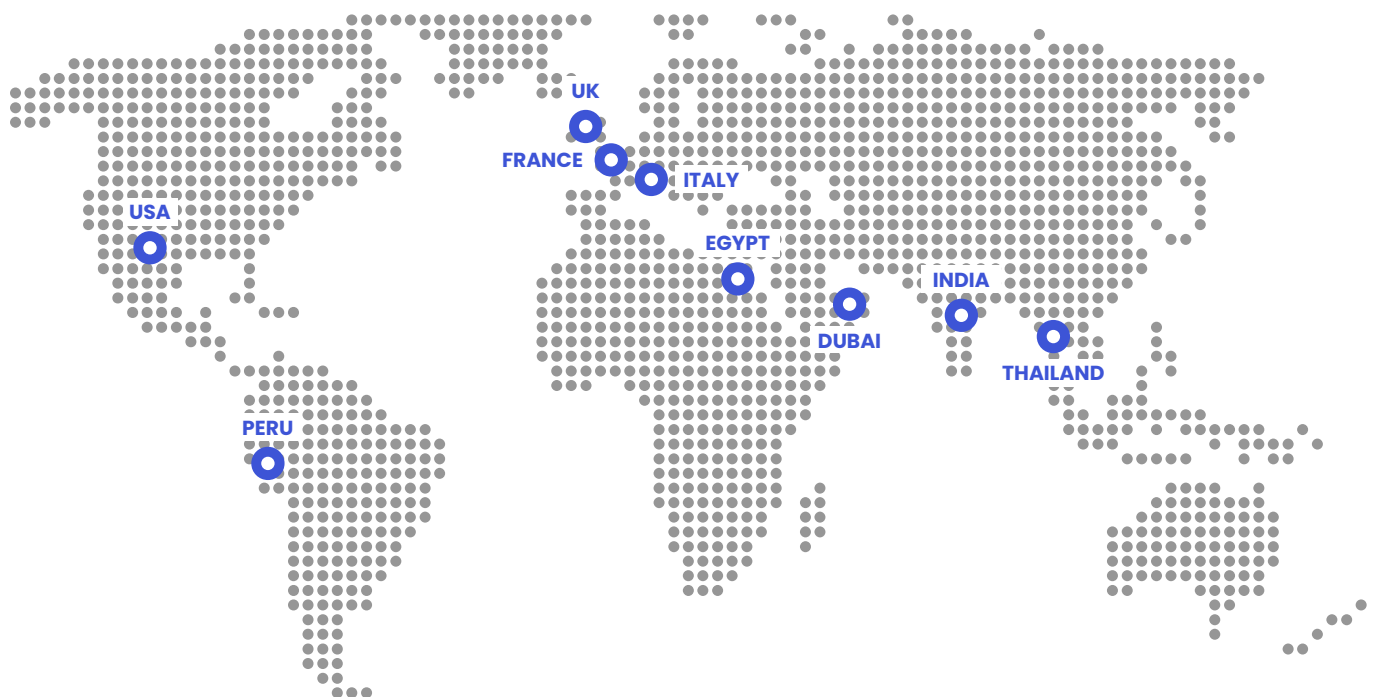 UK
FRANCE
ITALY
USA
EGYPT
INDIA
DUBAI
THAILAND
PERU